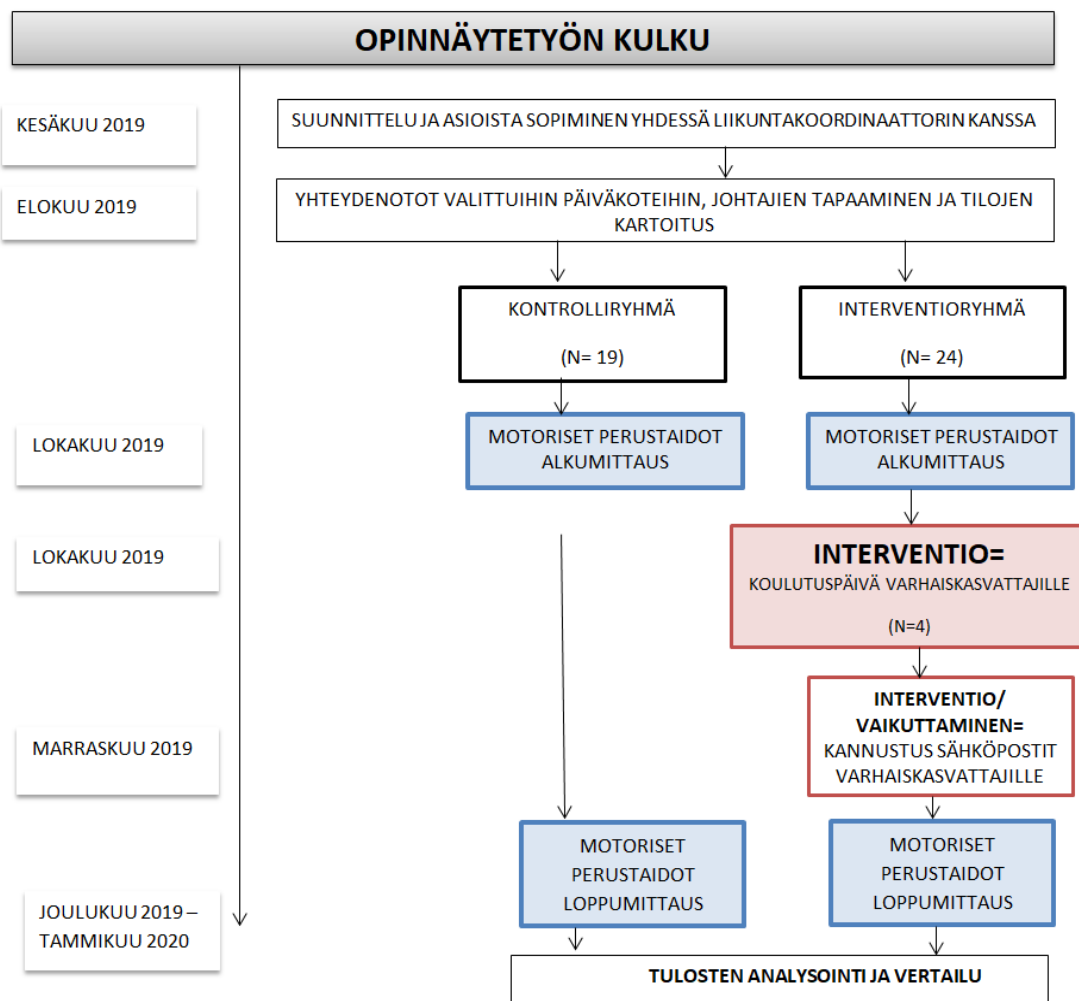 OPINNÄYTETYÖN KULKU
KESÄKUU 2019
SUUNNITTELU JA ASIOISTA SOPIMINEN YHDESSÄ LIIKUNTAKOORDINAATTORIN KANSSA
ELOKUU 2019
YHTEYDENOTOT VALITTUIHIN PÄIVÄKOTEIHIN, JOHTAJIEN TAPAAMINEN JA TILOJEN
KARTOITUS
KONTROLLIRYHMÄ
(N= 19)
INTERVENTIORYHMÄ
(N= 24)
LOKAKUU 2019
MOTORISET PERUSTAIDOT
ALKUMITTAUS
MOTORISET PERUSTAIDOT
ALKUMITTAUS
LOKAKUU 2019
INTERVENTIO=
KOULUTUSPÄIVÄ VARHAISKASVATTAJILLE
(N=4)
MARRASKUU 2019
INTERVENTIO/
VAIKUTTAMINEN=
KANNUSTUS SÄHKÖPOSTIT
VARHAISKASVATTAJILLE
JOULUKUU 2019 –
TAMMIKUU 2020
MOTORISET
PERUSTAIDOT
LOPPUMITTAUS
MOTORISET
PERUSTAIDOT
LOPPUMITTAUS
TULOSTEN ANALYSOINTI JA VERTAILU